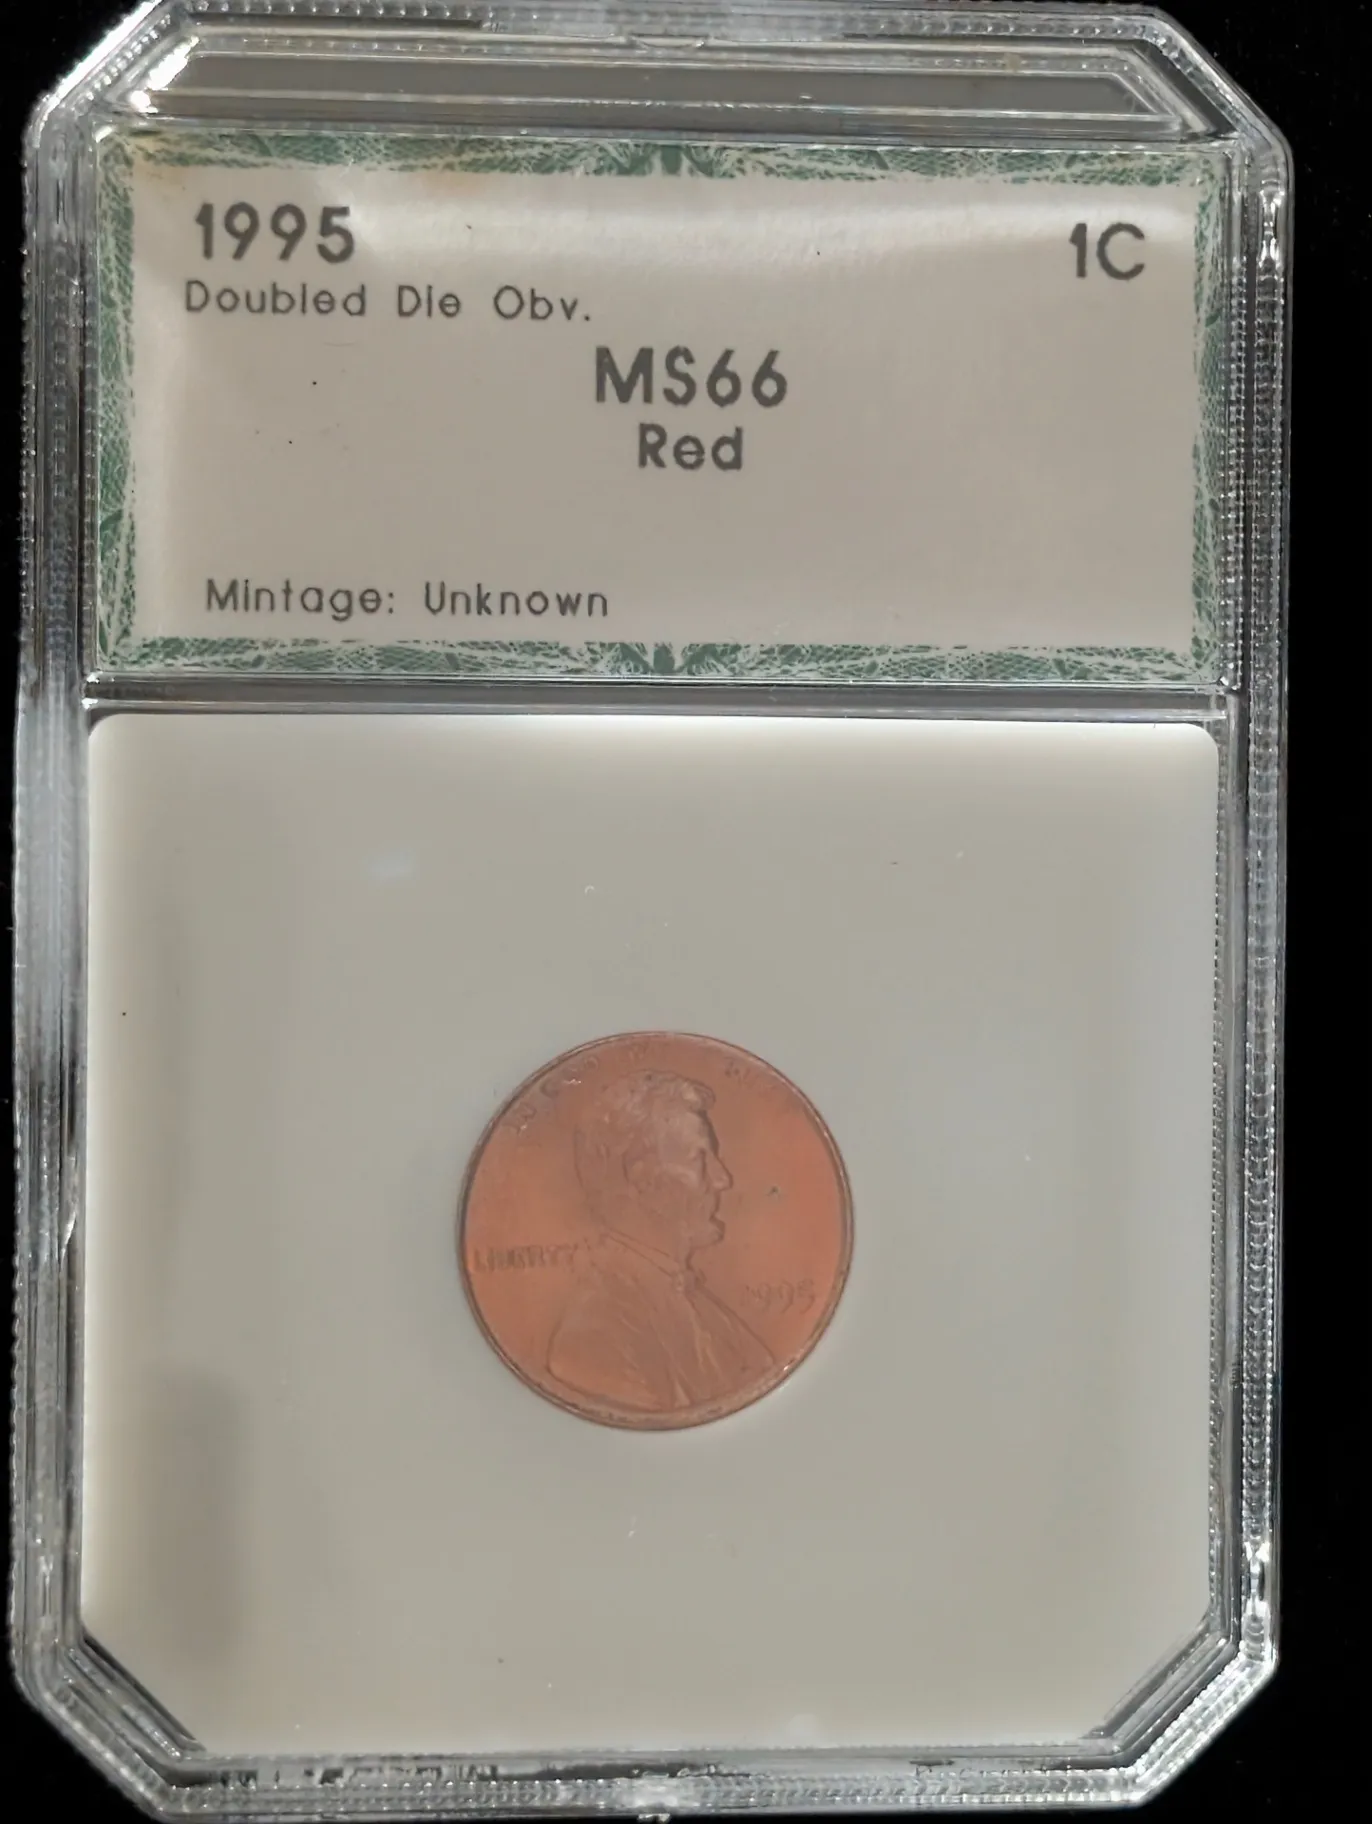 1995 1C
Doubled Die Obv.
MS66
Red
Mintage: Unknown
LIBERTY
1995